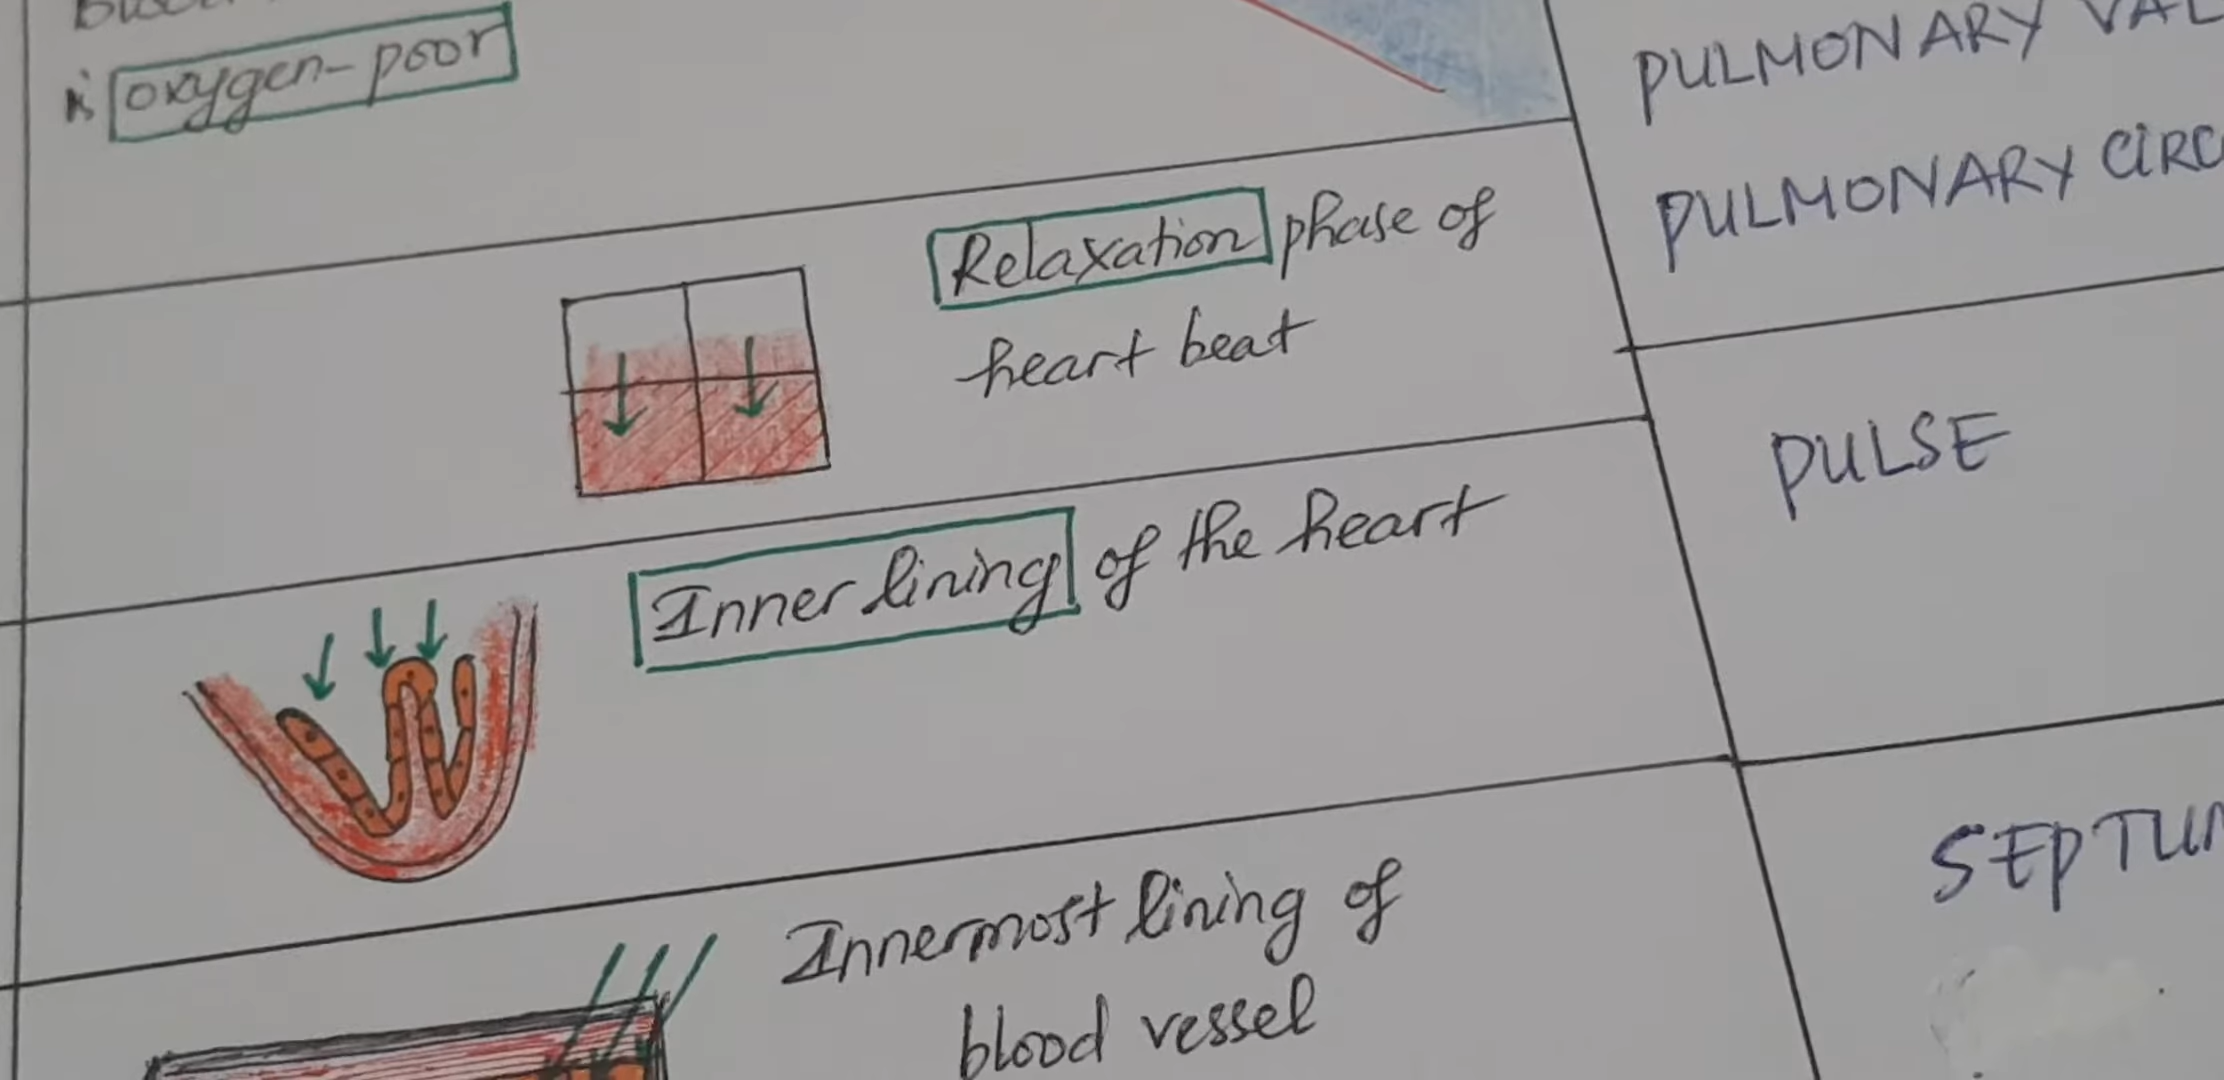 is oxygen-poor
Relaxation phase of
heart beat
Inner lining of the heart
Innermost lining of
blood vessel
PULMONARY
PULMONARY
PULSE